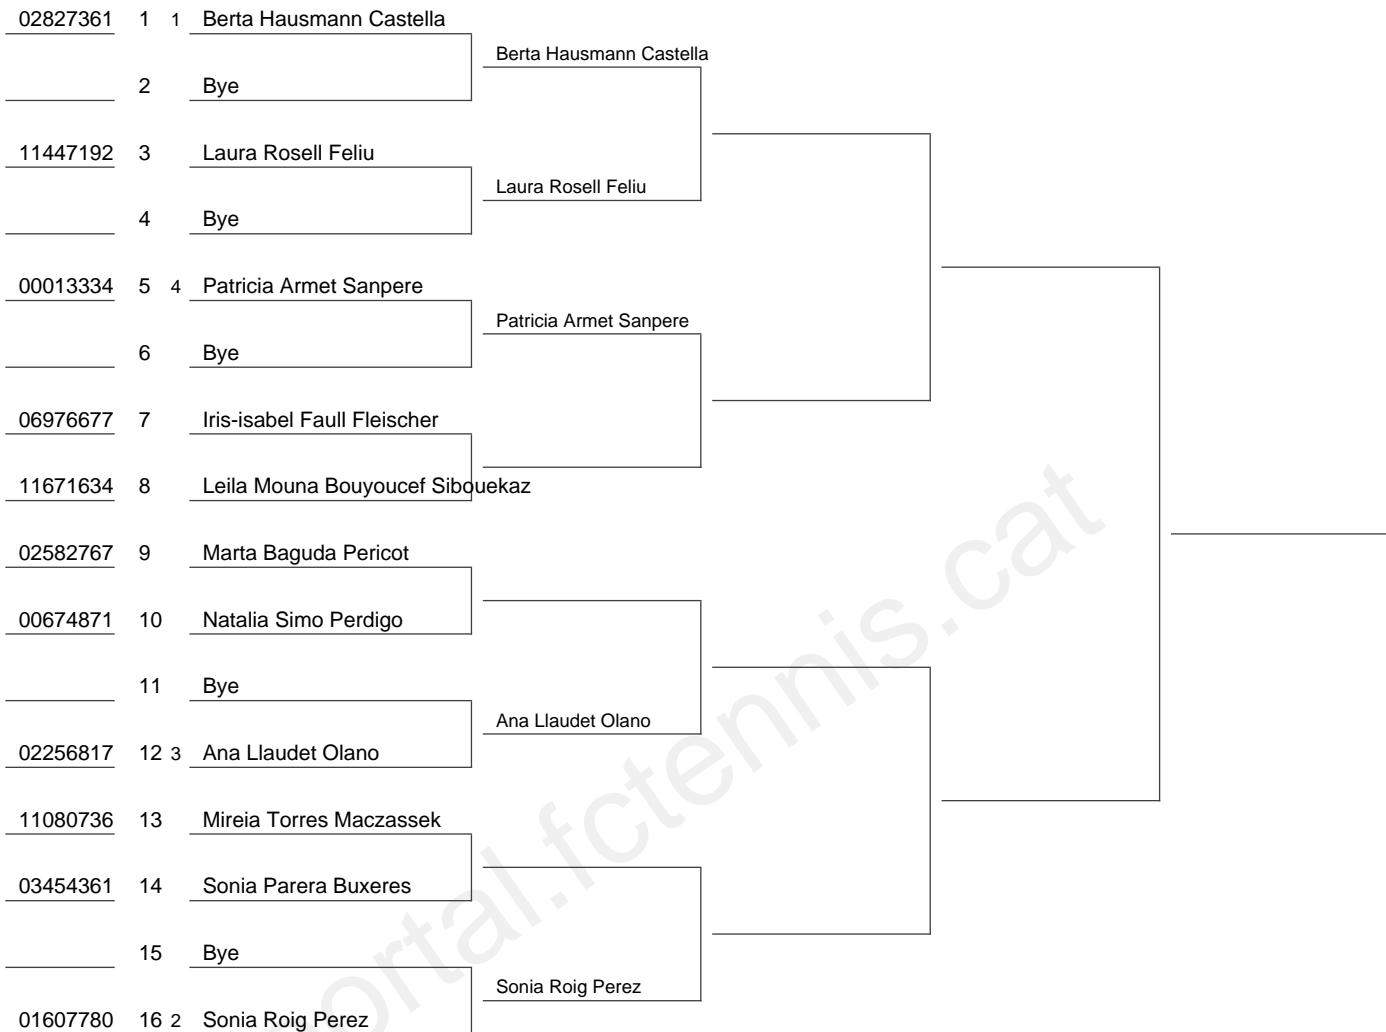 02827361 1 1 Berta Hausmann Castella
Berta Hausmann Castella
2 Bye
11447192 3 Laura Rosell Feliu
Laura Rosell Feliu
4 Bye
00013334 5 4 Patricia Armet Sanpere
Patricia Armet Sanpere
6 Bye
06976677 7 Iris-isabel Faull Fleischer
11671634 8 Leila Mouna Bouyoucef Sibouekaz
02582767 9 Marta Baguda Pericot
00674871 10 Natalia Simo Perdigo
11 Bye
Ana Llaudet Olano
02256817 12 3 Ana Llaudet Olano
11080736 13 Mireia Torres Maczassek
03454361 14 Sonia Parera Buxeres
15 Bye
Sonia Roig Perez
01607780 16 2 Sonia Roig Perez
ortal.fctennis.cat